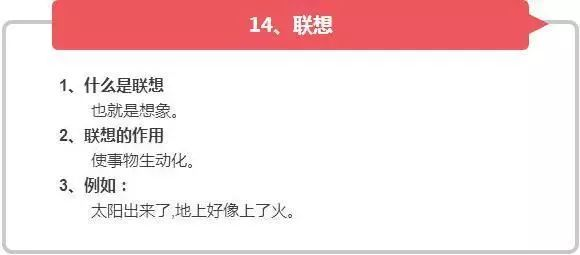 14、联想
1、什么是联想
也就是想象。
2、联想的作用
使事物生动化。
3、例如：
太阳出来了,地上好像上了火。